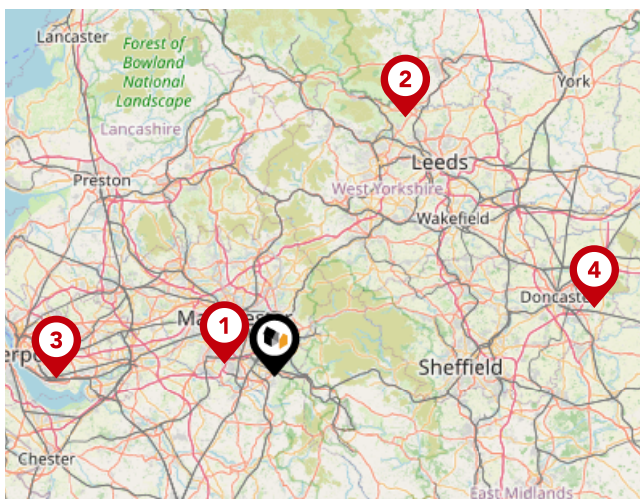 Lancaster
Forest of
Bowland
National
Landscape
Lancashire
2
York
Leeds
Preston
West Yorkshire
Wakefield
4
Doncaster
1
3
Sheffield
Chester
East Midlands